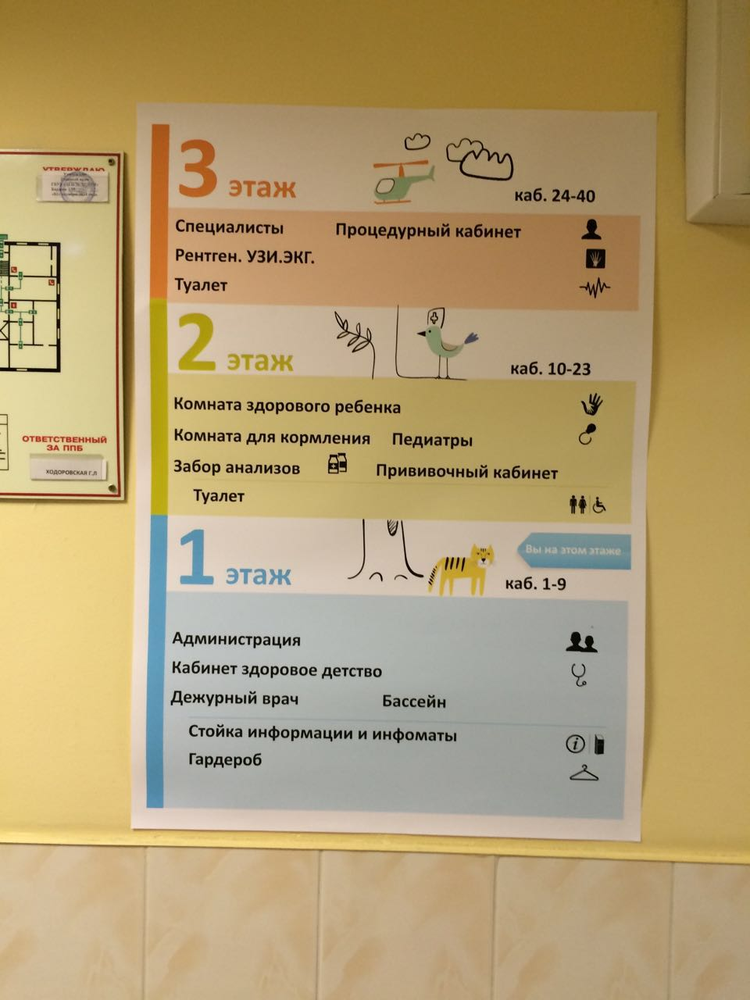 УТВЕРЖДАЮ
3 этаж
каб. 24-40
Специалисты Процедурный кабинет
Рентген. УЗИ.ЭКГ.
Туалет
2 этаж
каб. 10-23
Комната здорового ребенка
Комната для кормления Педиатры
Забор анализов Прививочный кабинет
Туалет
1 этаж
Вы на этом этаже
каб. 1-9
Администрация
Кабинет здоровое детство
Дежурный врач Бассейн
Стойка информации и инфоматы
Гардероб
ОТВЕТСТВЕННЫЙ
ЗА ППБ
ХОДОРОВСКАЯ Г.Л